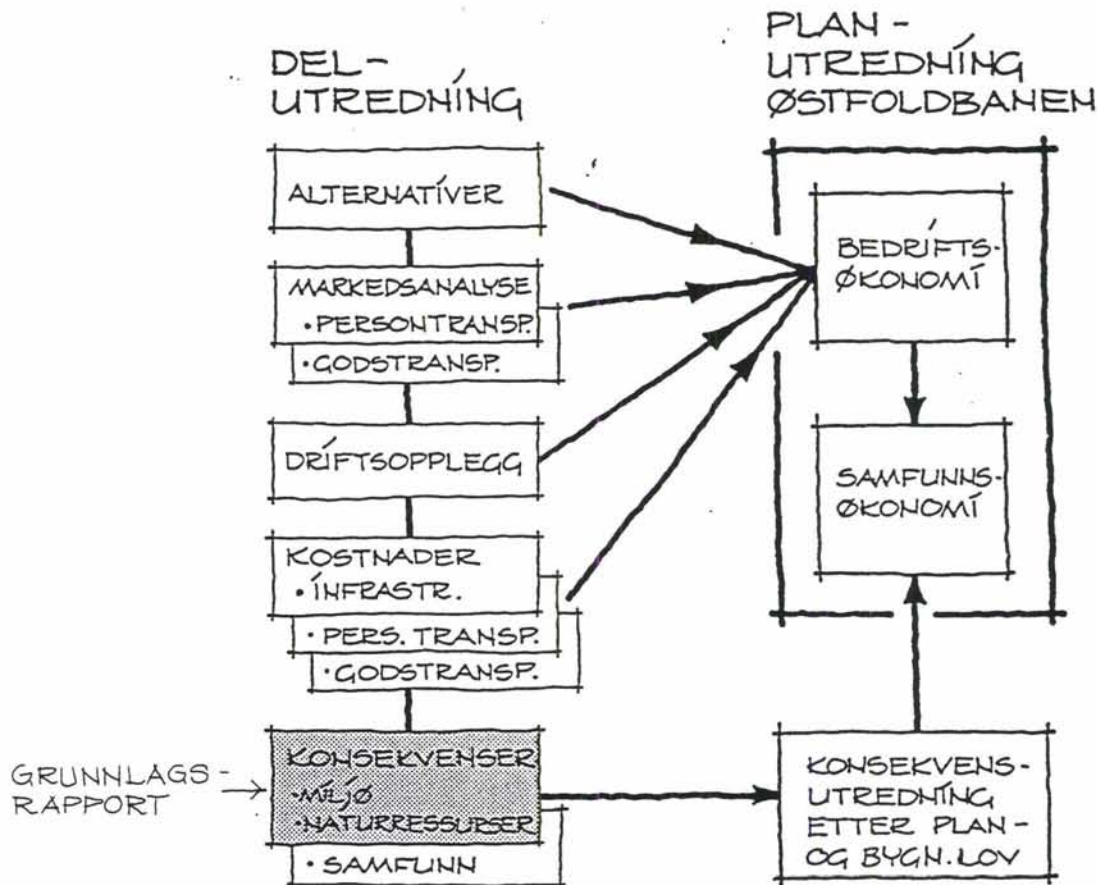 DEL-
UTREDNING
ALTERNATIVER
MARKEDSANALYSE
• PERSONTRANSP.
• GODSTRANSP.
DRIFTSOPPLEGG
KOSTNADER
• INFRASTR.
• PERS. TRANSP.
• GODSTRANSP.
GRUNNLAGS-
RAPPORT
KONSEKVENSER
• MILJØ
• NATURRESSURSER
• SAMFUNN
PLAN-
UTREDNING
ØSTFOLDBANEN
BEDRIFTS-
ØKONOMI
SAMFUNNS-
ØKONOMI
KONSEKVENS-
UTREDNING
ETTER PLAN-
OG BYGN. LOV